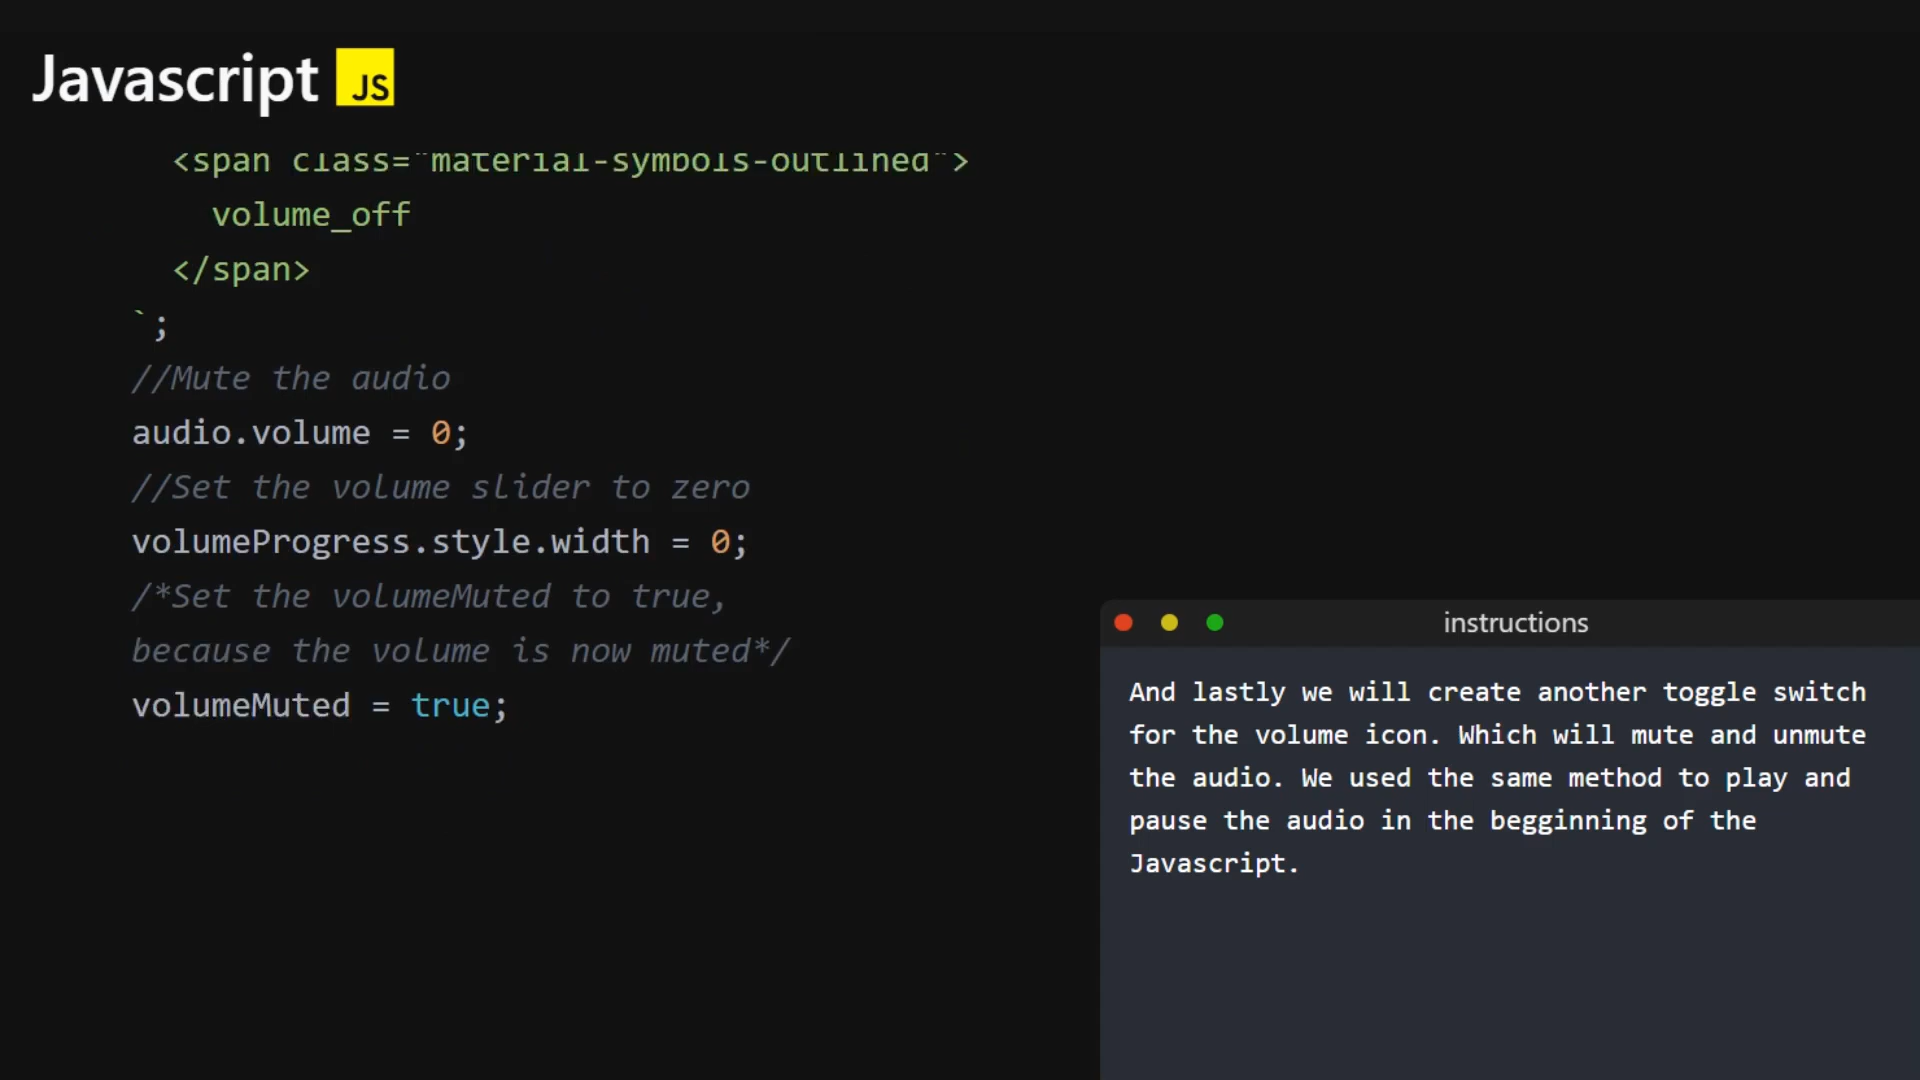 Javascript JS
<span class="material-symbols-outlined">
volume_off
</span>
`;
//Mute the audio
audio.volume = 0;
//Set the volume slider to zero
volumeProgress.style.width = 0;
/*Set the volumeMuted to true,
because the volume is now muted*/
volumeMuted = true;
instructions
And lastly we will create another toggle switch
for the volume icon. Which will mute and unmute
the audio. We used the same method to play and
pause the audio in the begginning of the
Javascript.